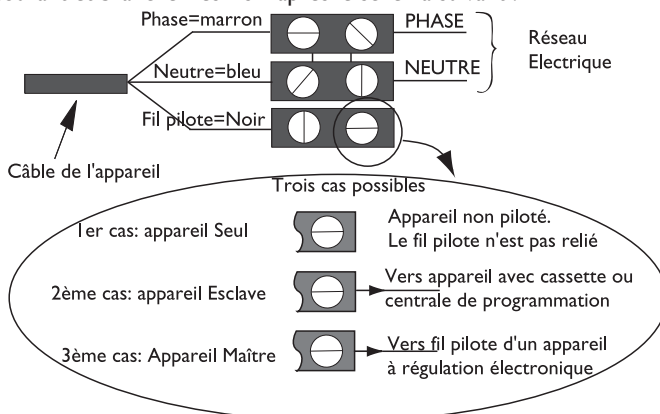 Phase=marron
PHASE
Neutre=bleu
NEUTRE
Réseau
Electrique
Fil pilote=Noir
Câble de l'appareil
Trois cas possibles
1er cas: appareil Seul
Appareil non piloté.
Le fil pilote n'est pas relié
2ème cas: appareil Esclave
Vers appareil avec cassette ou
centrale de programmation
3ème cas: Appareil Maître
Vers fil pilote d'un appareil
à régulation électronique